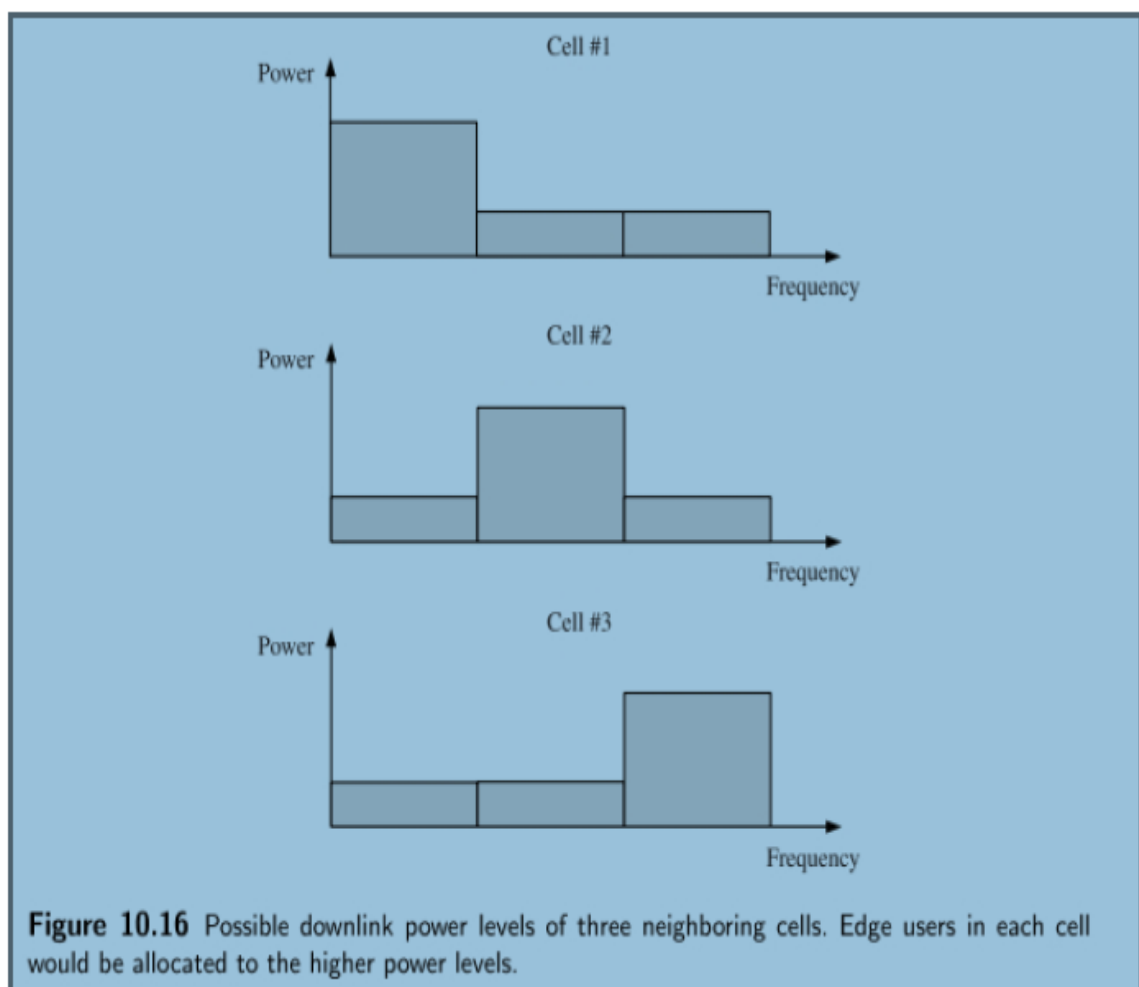 Cell #1
Power
Frequency
Cell #2
Power
Frequency
Cell #3
Power
Frequency
Figure 10.16 Possible downlink power levels of three neighboring cells. Edge users in each cell
would be allocated to the higher power levels.